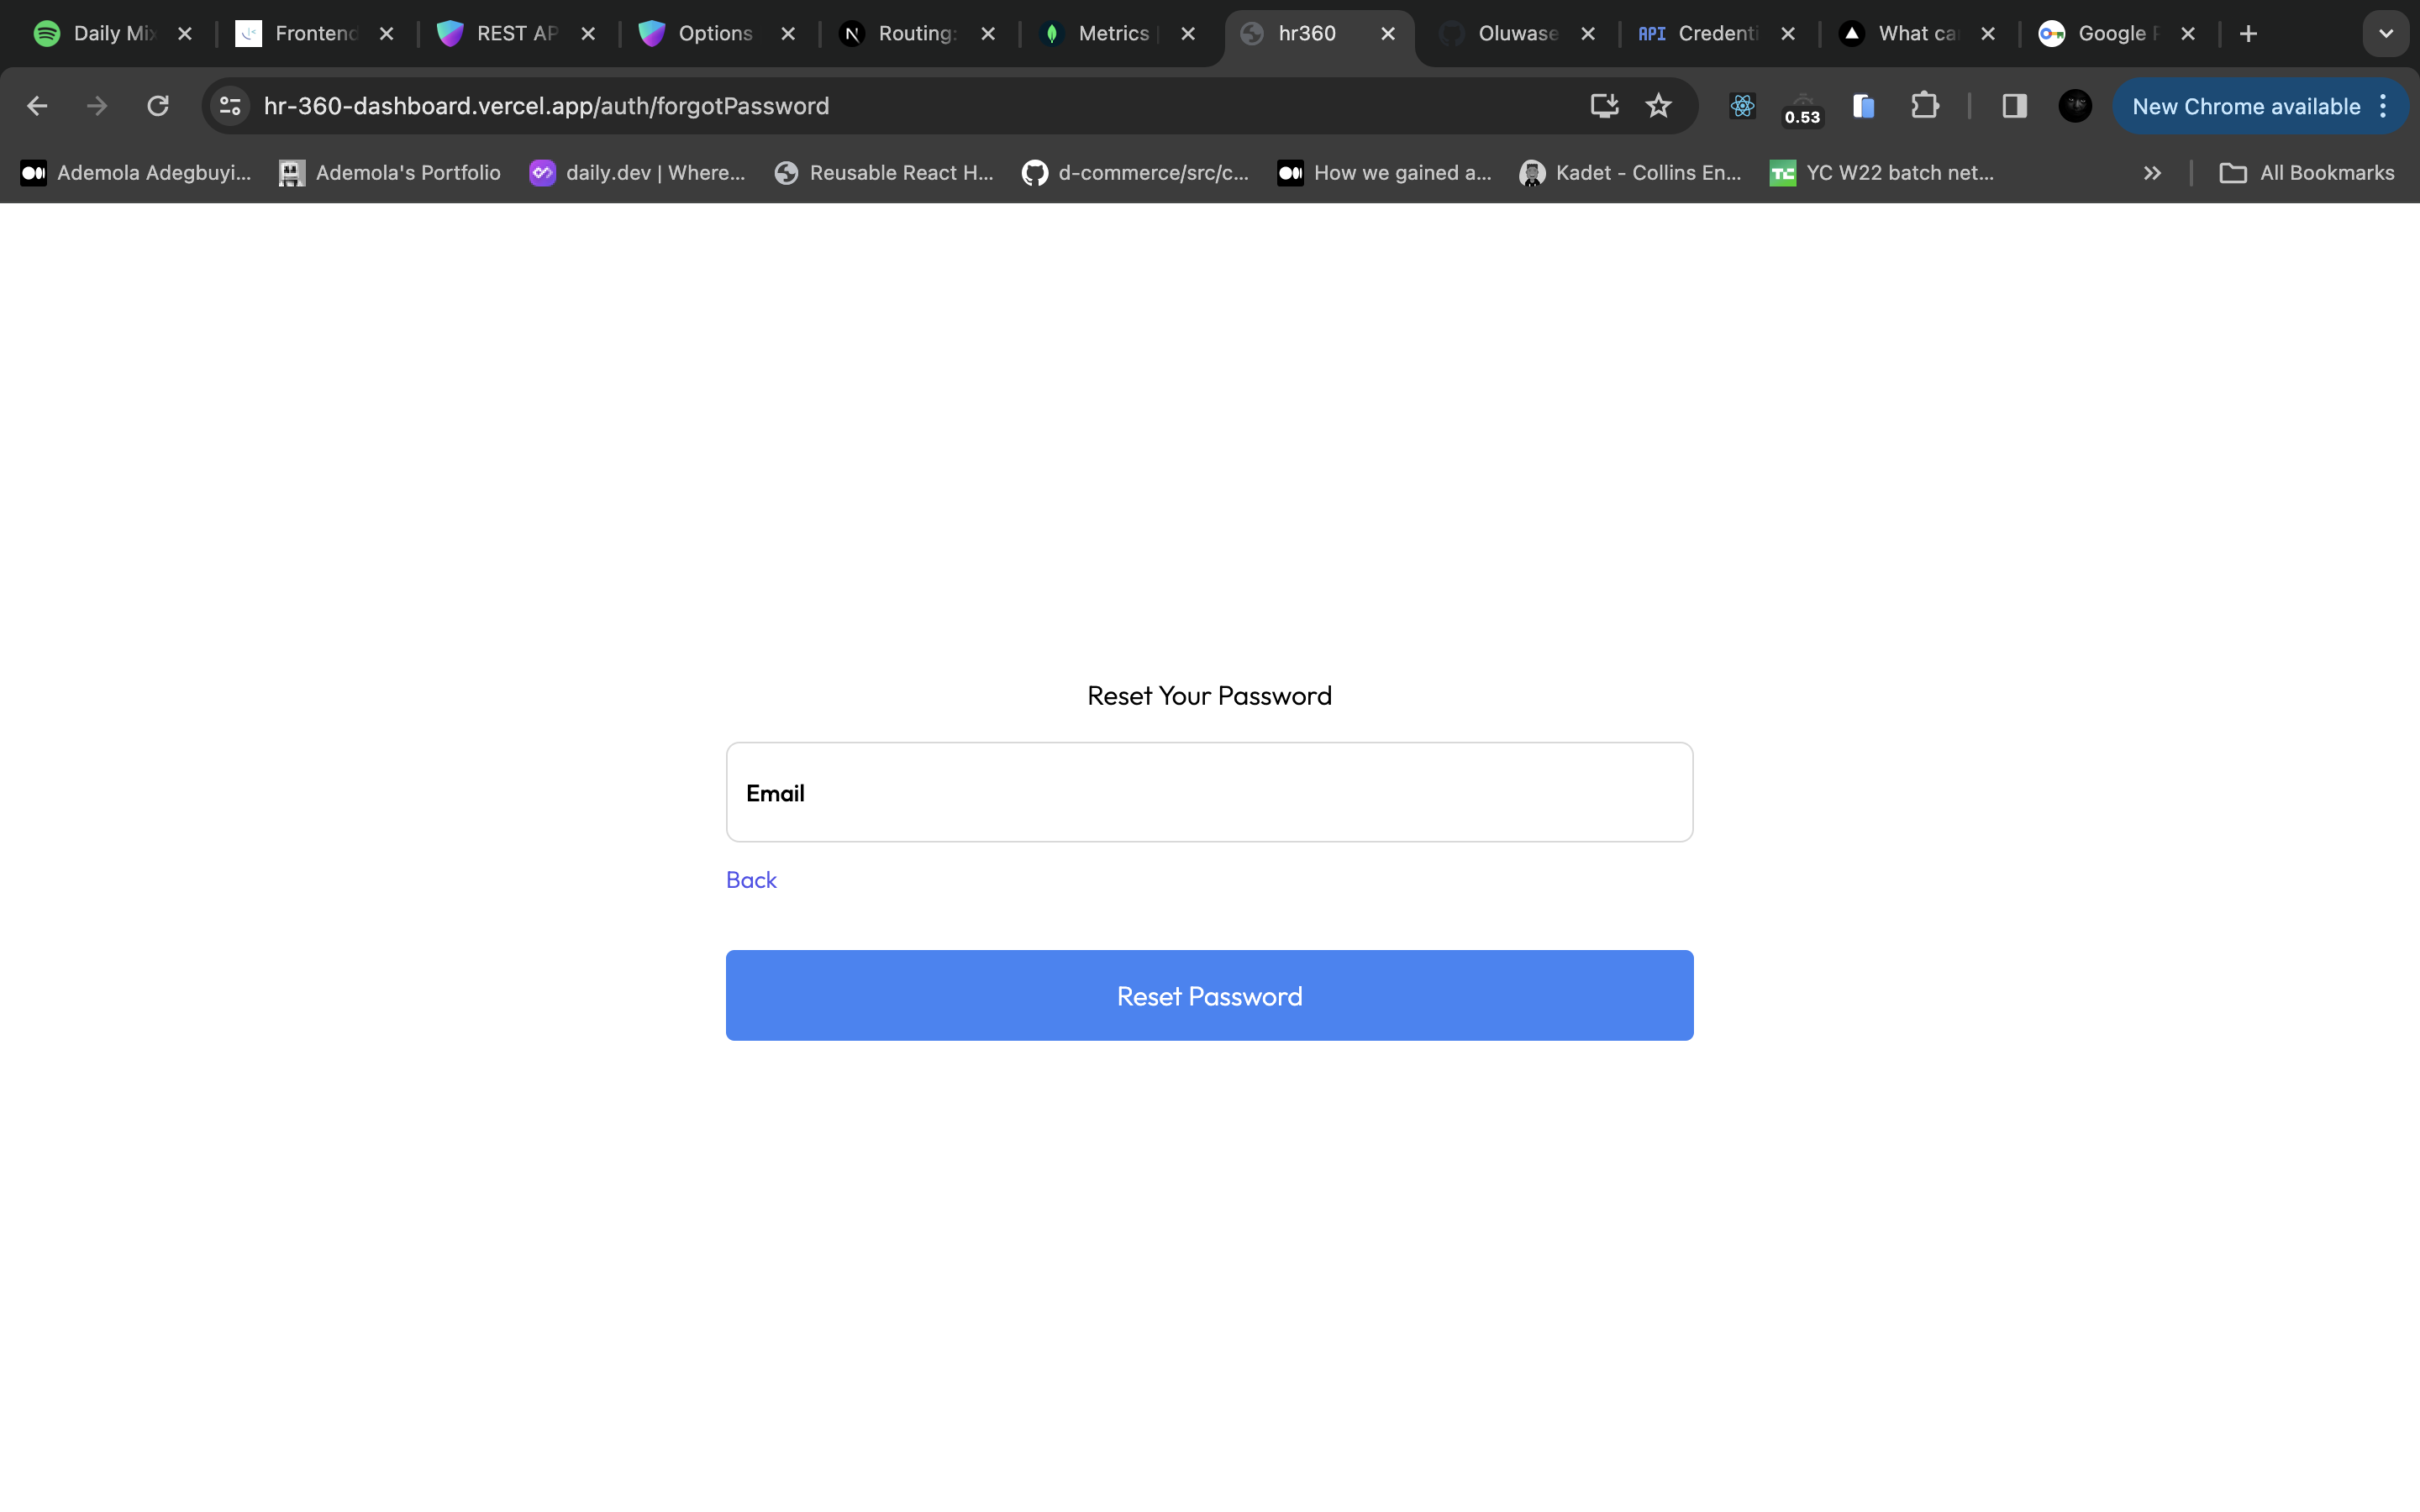 Daily Mix Frontend REST AP Options Routing: Metrics hr360 Oluwase API Credenti What ca Google
hr-360-dashboard.vercel.app/auth/forgotPassword 0.53 New Chrome available
Ademola Adegbuyi... Ademola's Portfolio daily.dev | Where... Reusable React H... d-commerce/src/c... How we gained a... Kadet - Collins En... TC YC W22 batch net... All Bookmarks
Reset Your Password
Email
Back
Reset Password